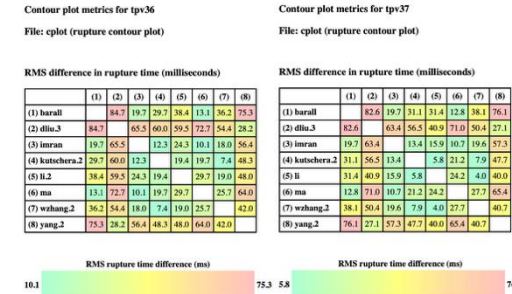 Contour plot metrics for tpv36
File: cplot (rupture contour plot)
RMS difference in rupture time (milliseconds)
(1) (2) (3) (4) (5) (6) (7) (8)
(1) barall 84.7 19.7 29.7 38.4 13.1 36.2 75.3
(2) dliu.3 84.7 65.5 60.0 59.5 72.7 54.4 28.2
(3) imran 19.7 65.5 12.3 24.3 10.1 18.0 56.4
(4) kutschera.2 29.7 60.0 12.3 19.4 19.7 7.4 48.3
(5) li.2 38.4 59.5 24.3 19.4 29.7 19.0 48.0
(6) ma 13.1 72.7 10.1 19.7 29.7 25.7 64.0
(7) wzhang.2 36.2 54.4 18.0 7.4 19.0 25.7 42.0
(8) yang.2 75.3 28.2 56.4 48.3 48.0 64.0 42.0
RMS rupture time difference (ms)
10.1 75.3
Contour plot metrics for tpv37
File: cplot (rupture contour plot)
RMS difference in rupture time (milliseconds)
(1) (2) (3) (4) (5) (6) (7) (8)
(1) barall 82.6 19.7 31.1 31.4 12.8 38.1 76.1
(2) dliu.3 82.6 63.4 56.5 40.9 71.0 50.4 27.1
(3) imran 19.7 63.4 13.4 15.9 10.7 19.6 57.3
(4) kutschera.2 31.1 56.5 13.4 5.8 21.2 7.9 47.7
(5) li 31.4 40.9 15.9 5.8 24.2 4.0 40.0
(6) ma 12.8 71.0 10.7 21.2 24.2 27.7 65.4
(7) wzhang.2 38.1 50.4 19.6 7.9 4.0 27.7 40.7
(8) yang.2 76.1 27.1 57.3 47.7 40.0 65.4 40.7
RMS rupture time difference (ms)
5.8